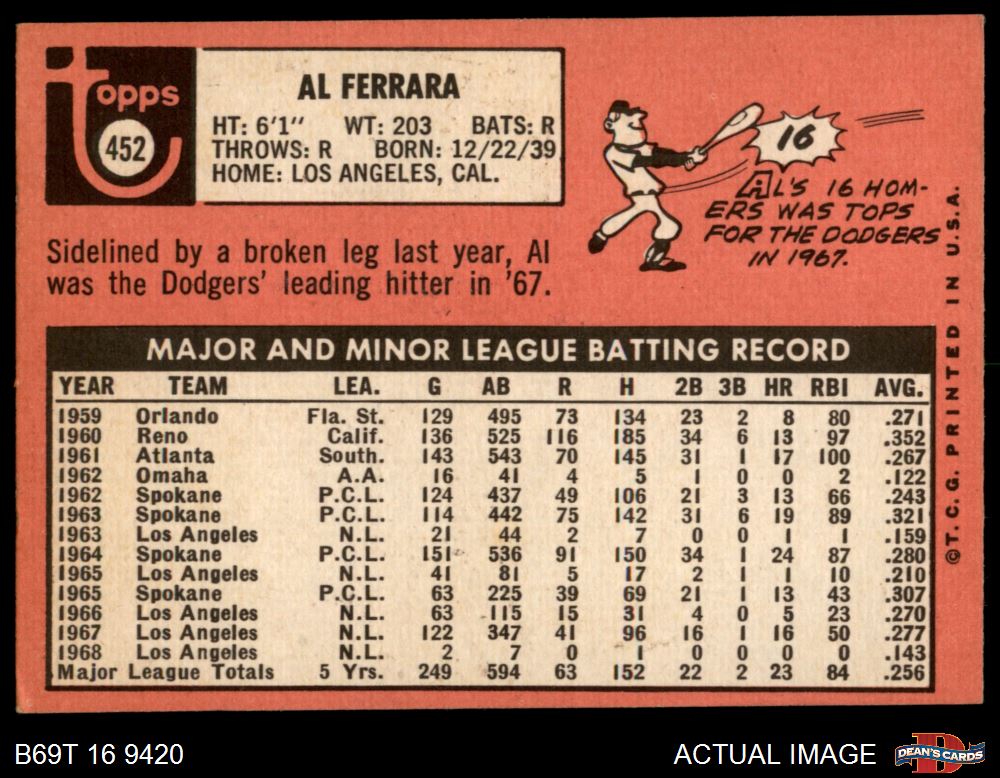 topps
452
AL FERRARA
HT: 6'1" WT: 203 BATS: R
THROWS: R BORN: 12/22/39
HOME: LOS ANGELES, CAL.
16
AL'S 16 HOM-
ERS WAS TOPS
FOR THE DODGERS
IN 1967.
Sidelined by a broken leg last year, Al
was the Dodgers' leading hitter in '67.
MAJOR AND MINOR LEAGUE BATTING RECORD
YEAR TEAM LEA. G AB R H 2B 3B HR RBI AVG.
1959 Orlando Fla. St. 129 495 73 134 23 2 8 80 .271
1960 Reno Calif. 136 525 116 185 34 6 13 97 .352
1961 Atlanta South. 143 543 70 145 31 1 17 100 .267
1962 Omaha A.A. 16 41 4 5 1 0 0 2 .122
1962 Spokane P.C.L. 124 437 49 106 21 3 13 66 .243
1963 Spokane P.C.L. 114 442 75 142 31 6 19 89 .321
1963 Los Angeles N.L. 21 44 2 7 0 0 1 1 .159
1964 Spokane P.C.L. 151 536 91 150 34 1 24 87 .280
1965 Los Angeles N.L. 41 81 5 17 2 1 1 10 .210
1965 Spokane P.C.L. 63 225 39 69 21 1 13 43 .307
1966 Los Angeles N.L. 63 115 15 31 4 0 5 23 .270
1967 Los Angeles N.L. 122 347 41 96 16 1 16 50 .277
1968 Los Angeles N.L. 2 7 0 1 0 0 0 0 .143
Major League Totals 5 Yrs. 249 594 63 152 22 2 23 84 .256
©T.C.G. PRINTED IN U.S.A.
B69T 16 9420
ACTUAL IMAGE
D
DEAN'S CARDS